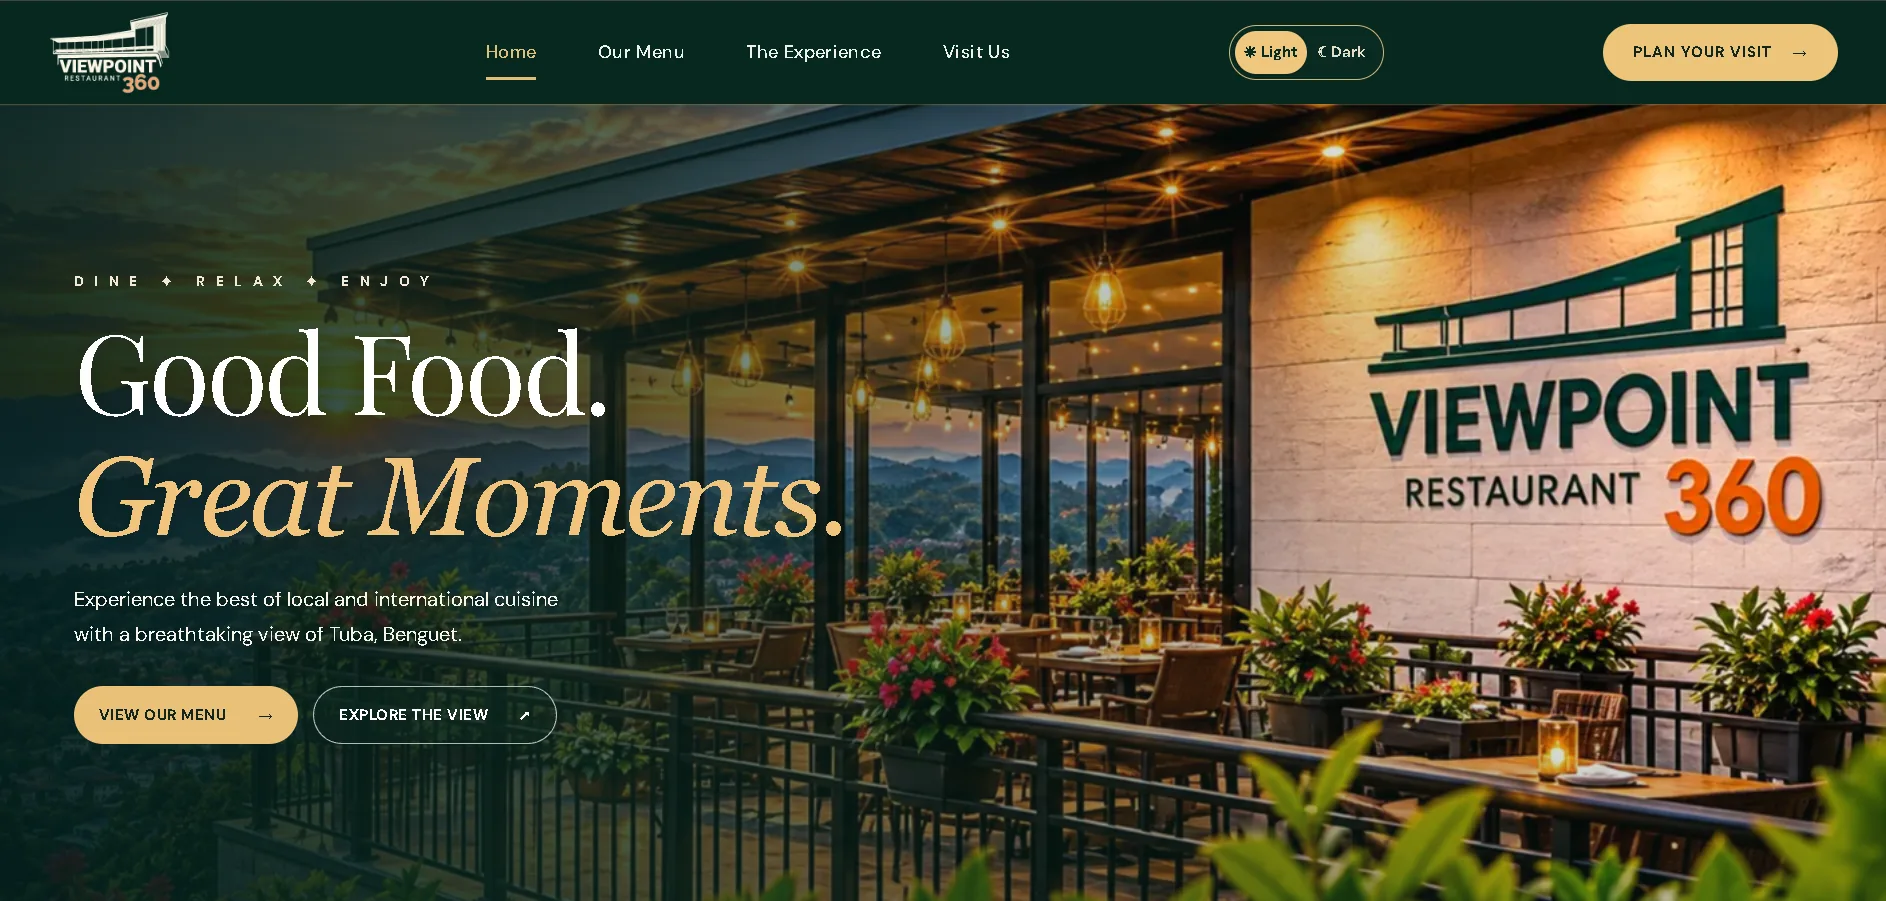 VIEWPOINT
RESTAURANT
360
Home
Our Menu
The Experience
Visit Us
☀ Light
☾ Dark
PLAN YOUR VISIT →
DINE ✦ RELAX ✦ ENJOY
Good Food.
Great Moments.
Experience the best of local and international cuisine
with a breathtaking view of Tuba, Benguet.
VIEW OUR MENU →
EXPLORE THE VIEW ↗
VIEWPOINT
RESTAURANT 360